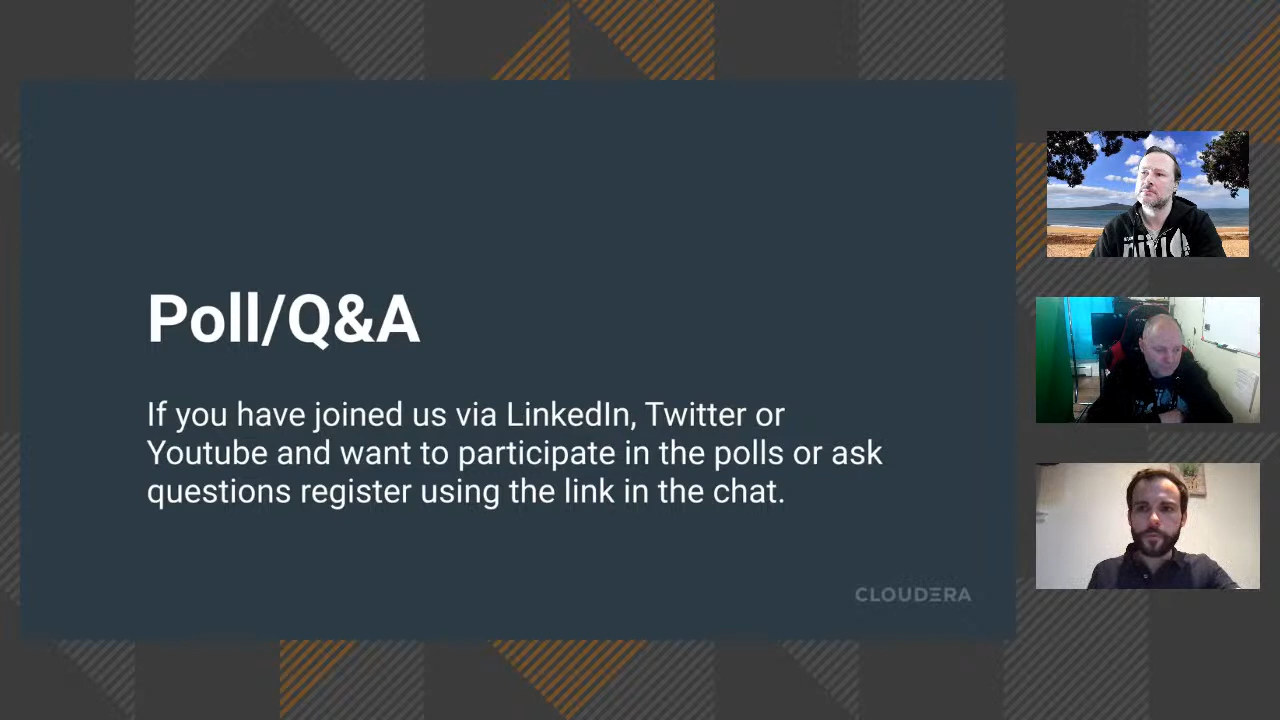 Poll/Q&A
If you have joined us via LinkedIn, Twitter or
Youtube and want to participate in the polls or ask
questions register using the link in the chat.
CLOUDERA